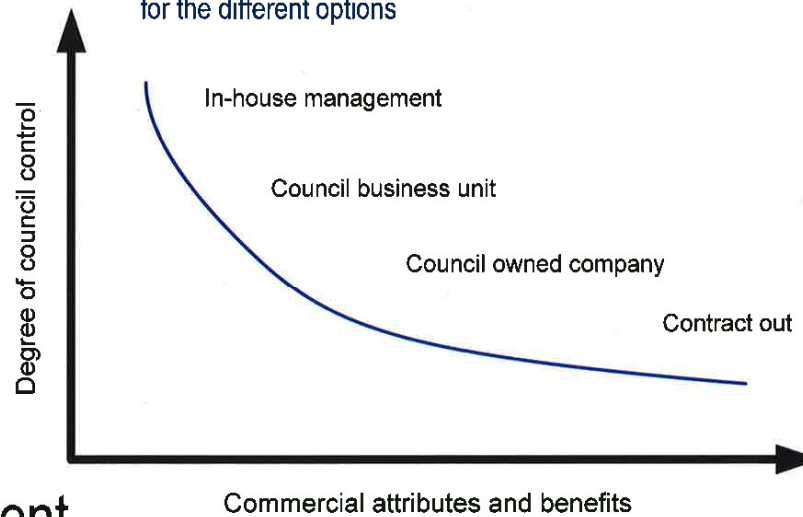 for the different options
In-house management
Council business unit
Council owned company
Contract out
Degree of council control
Commercial attributes and benefits